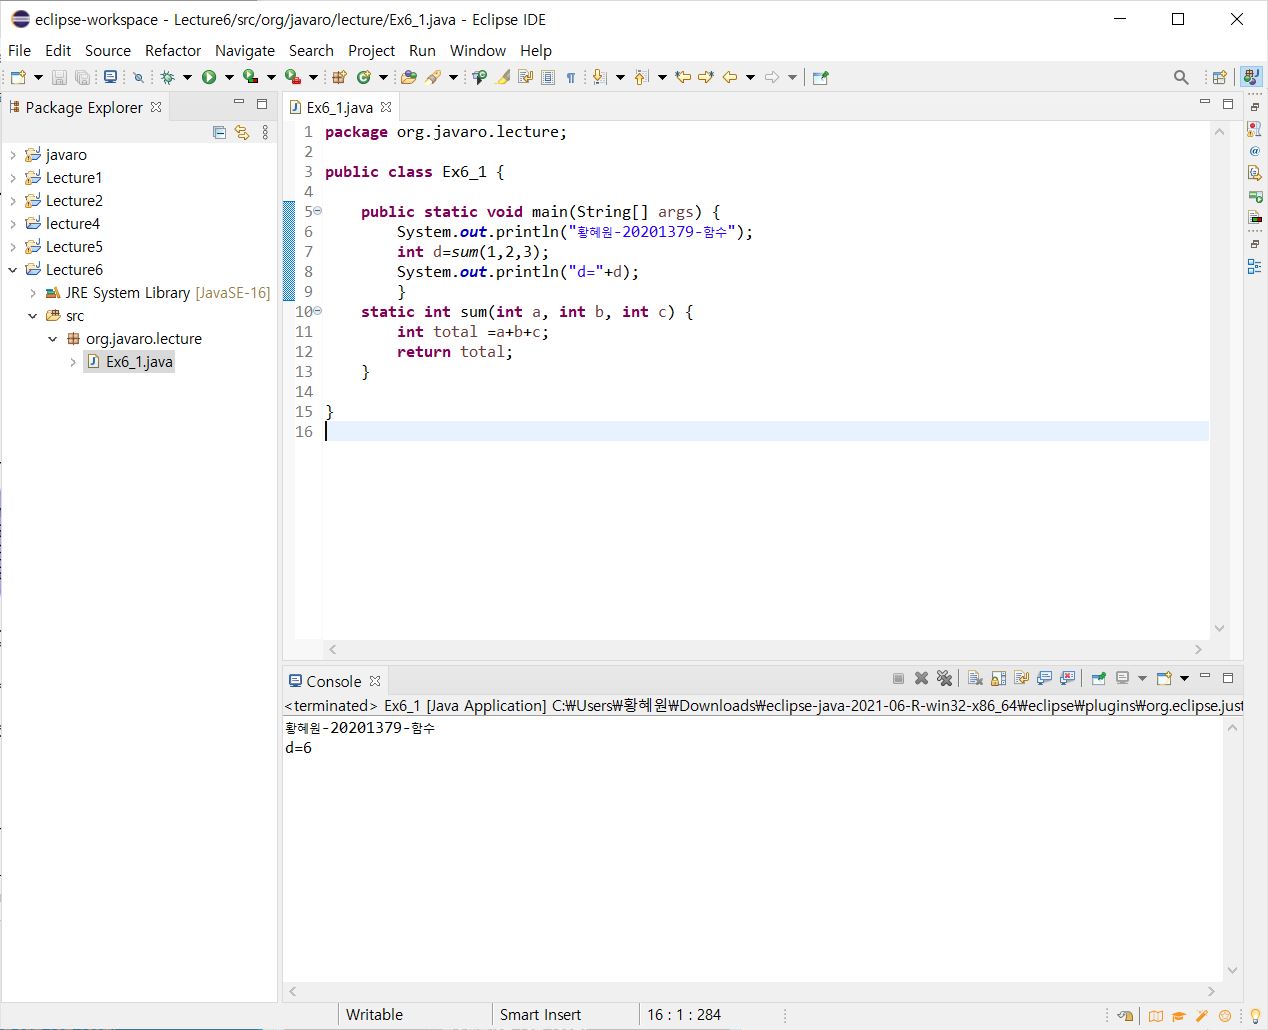 eclipse-workspace - Lecture6/src/org/javaro/lecture/Ex6_1.java - Eclipse IDE
File Edit Source Refactor Navigate Search Project Run Window Help
Package Explorer
javaro
Lecture1
Lecture2
lecture4
Lecture5
Lecture6
JRE System Library [JavaSE-16]
src
org.javaro.lecture
Ex6_1.java
Ex6_1.java
1 package org.javaro.lecture;
2
3 public class Ex6_1 {
4
5 public static void main(String[] args) {
6 System.out.println("황혜원-20201379-함수");
7 int d=sum(1,2,3);
8 System.out.println("d="+d);
9 }
10 static int sum(int a, int b, int c) {
11 int total =a+b+c;
12 return total;
13 }
14
15 }
16
Console
<terminated> Ex6_1 [Java Application] C:₩Users₩황혜원₩Downloads₩eclipse-java-2021-06-R-win32-x86_64₩eclipse₩plugins₩org.eclipse.just
황혜원-20201379-함수
d=6
Writable
Smart Insert
16 : 1 : 284